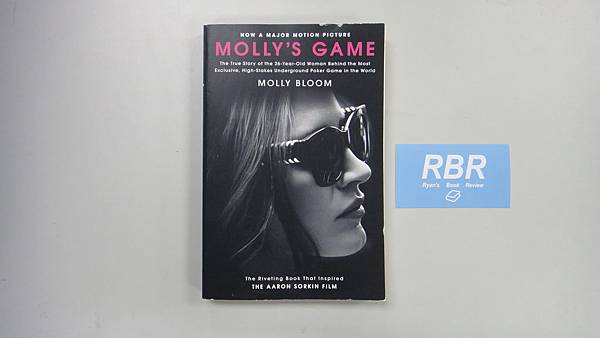 NOW A MAJOR MOTION PICTURE
MOLLY'S GAME
The True Story of the 26-Year-Old Woman Behind the Most
Exclusive, High-Stakes Underground Poker Game in the World
MOLLY BLOOM
The Riveting Book That Inspired
THE AARON SORKIN FILM
RBR
Ryan's Book Review